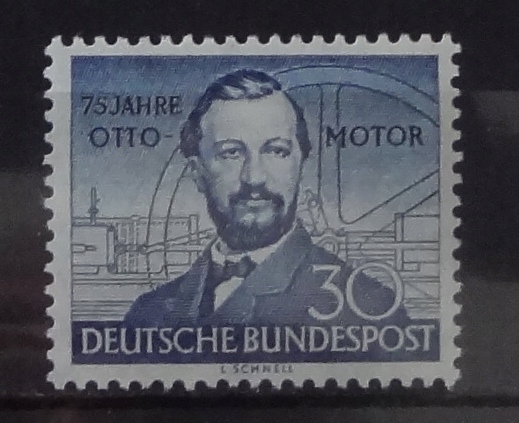 75 JAHRE
OTTO- MOTOR
30
DEUTSCHE BUNDESPOST
L SCHNELL